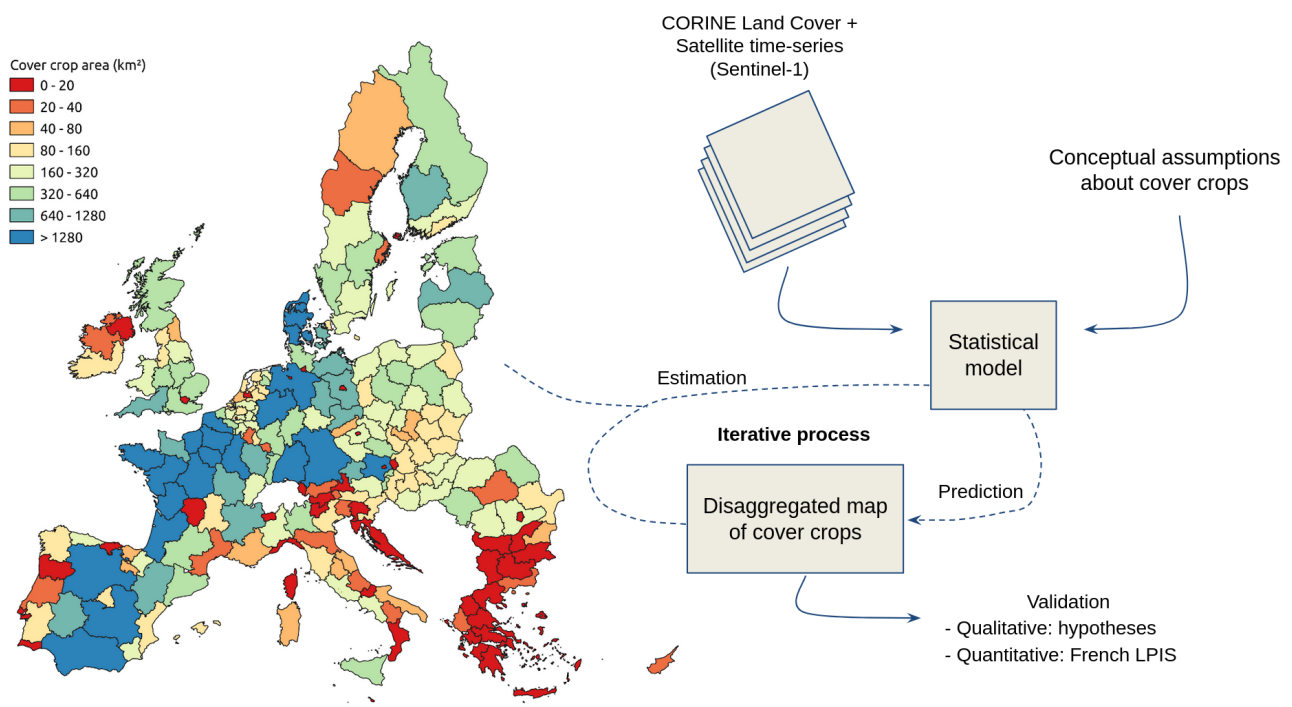 Cover crop area (km²)
0 - 20
20 - 40
40 - 80
80 - 160
160 - 320
320 - 640
640 - 1280
> 1280
CORINE Land Cover +
Satellite time-series
(Sentinel-1)
Conceptual assumptions
about cover crops
Statistical
model
Estimation
Iterative process
Prediction
Disaggregated map
of cover crops
Validation
- Qualitative: hypotheses
- Quantitative: French LPIS